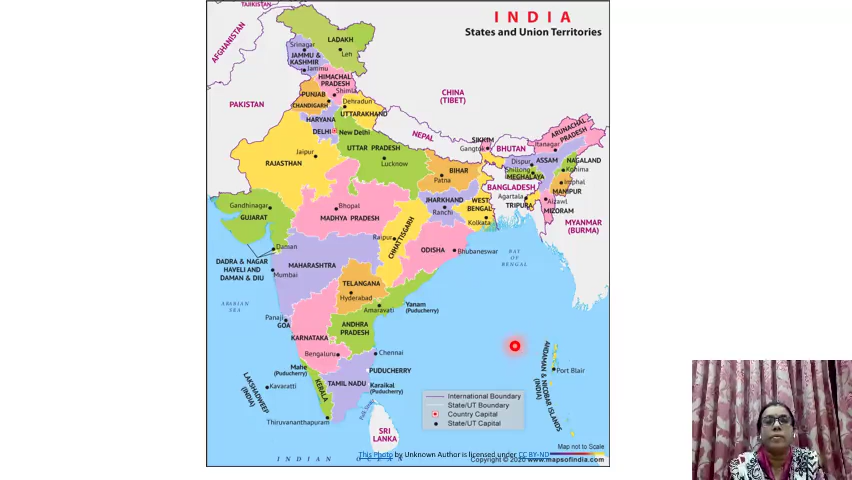 INDIA
States and Union Territories
TAJIKISTAN
AFGHANISTAN
PAKISTAN
CHINA
(TIBET)
NEPAL
BHUTAN
BANGLADESH
MYANMAR
(BURMA)
SRI
LANKA
LADAKH
Leh
Srinagar
JAMMU &
KASHMIR
Jammu
HIMACHAL
PRADESH
Shimla
PUNJAB
CHANDIGARH
Dehradun
UTTARAKHAND
HARYANA
DELHI
New Delhi
UTTAR PRADESH
Lucknow
Jaipur
RAJASTHAN
BIHAR
Patna
SIKKIM
Gangtok
ARUNACHAL
PRADESH
Itanagar
Dispur
ASSAM
NAGALAND
Kohima
Shillong
MEGHALAYA
Imphal
MANIPUR
Agartala
TRIPURA
Aizawl
MIZORAM
Gandhinagar
GUJARAT
Bhopal
MADHYA PRADESH
JHARKHAND
Ranchi
WEST
BENGAL
Kolkata
Raipur
CHHATTISGARH
ODISHA
Bhubaneswar
BAY
OF
BENGAL
Daman
DADRA & NAGAR
HAVELI AND
DAMAN & DIU
MAHARASHTRA
Mumbai
TELANGANA
Hyderabad
ARABIAN
SEA
Amaravati
Yanam
(Puducherry)
Panaji
GOA
ANDHRA
PRADESH
KARNATAKA
Bengaluru
Chennai
Mahe
(Puducherry)
PUDUCHERRY
TAMIL NADU
Karaikal
(Puducherry)
KERALA
LAKSHADWEEP
(INDIA)
Kavaratti
Thiruvananthapuram
Palk Strait
ANDAMAN & NICOBAR ISLANDS
(INDIA)
Port Blair
International Boundary
State/UT Boundary
Country Capital
State/UT Capital
Map not to Scale
INDIAN OCEAN
This Photo by Unknown Author is licensed under CC BY-ND
Copyright © 2020 www.mapsofindia.com